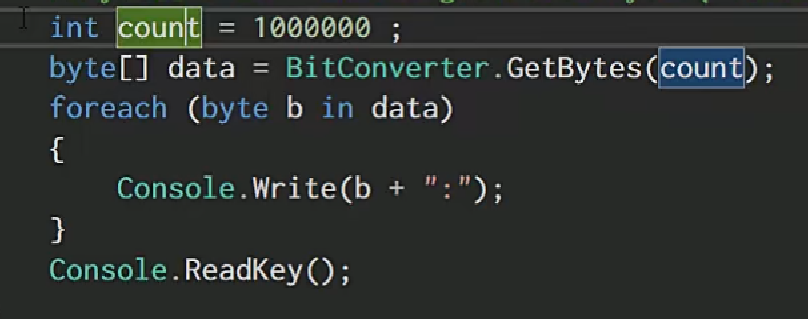 int count = 1000000 ;
byte[] data = BitConverter.GetBytes(count);
foreach (byte b in data)
{
Console.Write(b + ":");
}
Console.ReadKey();